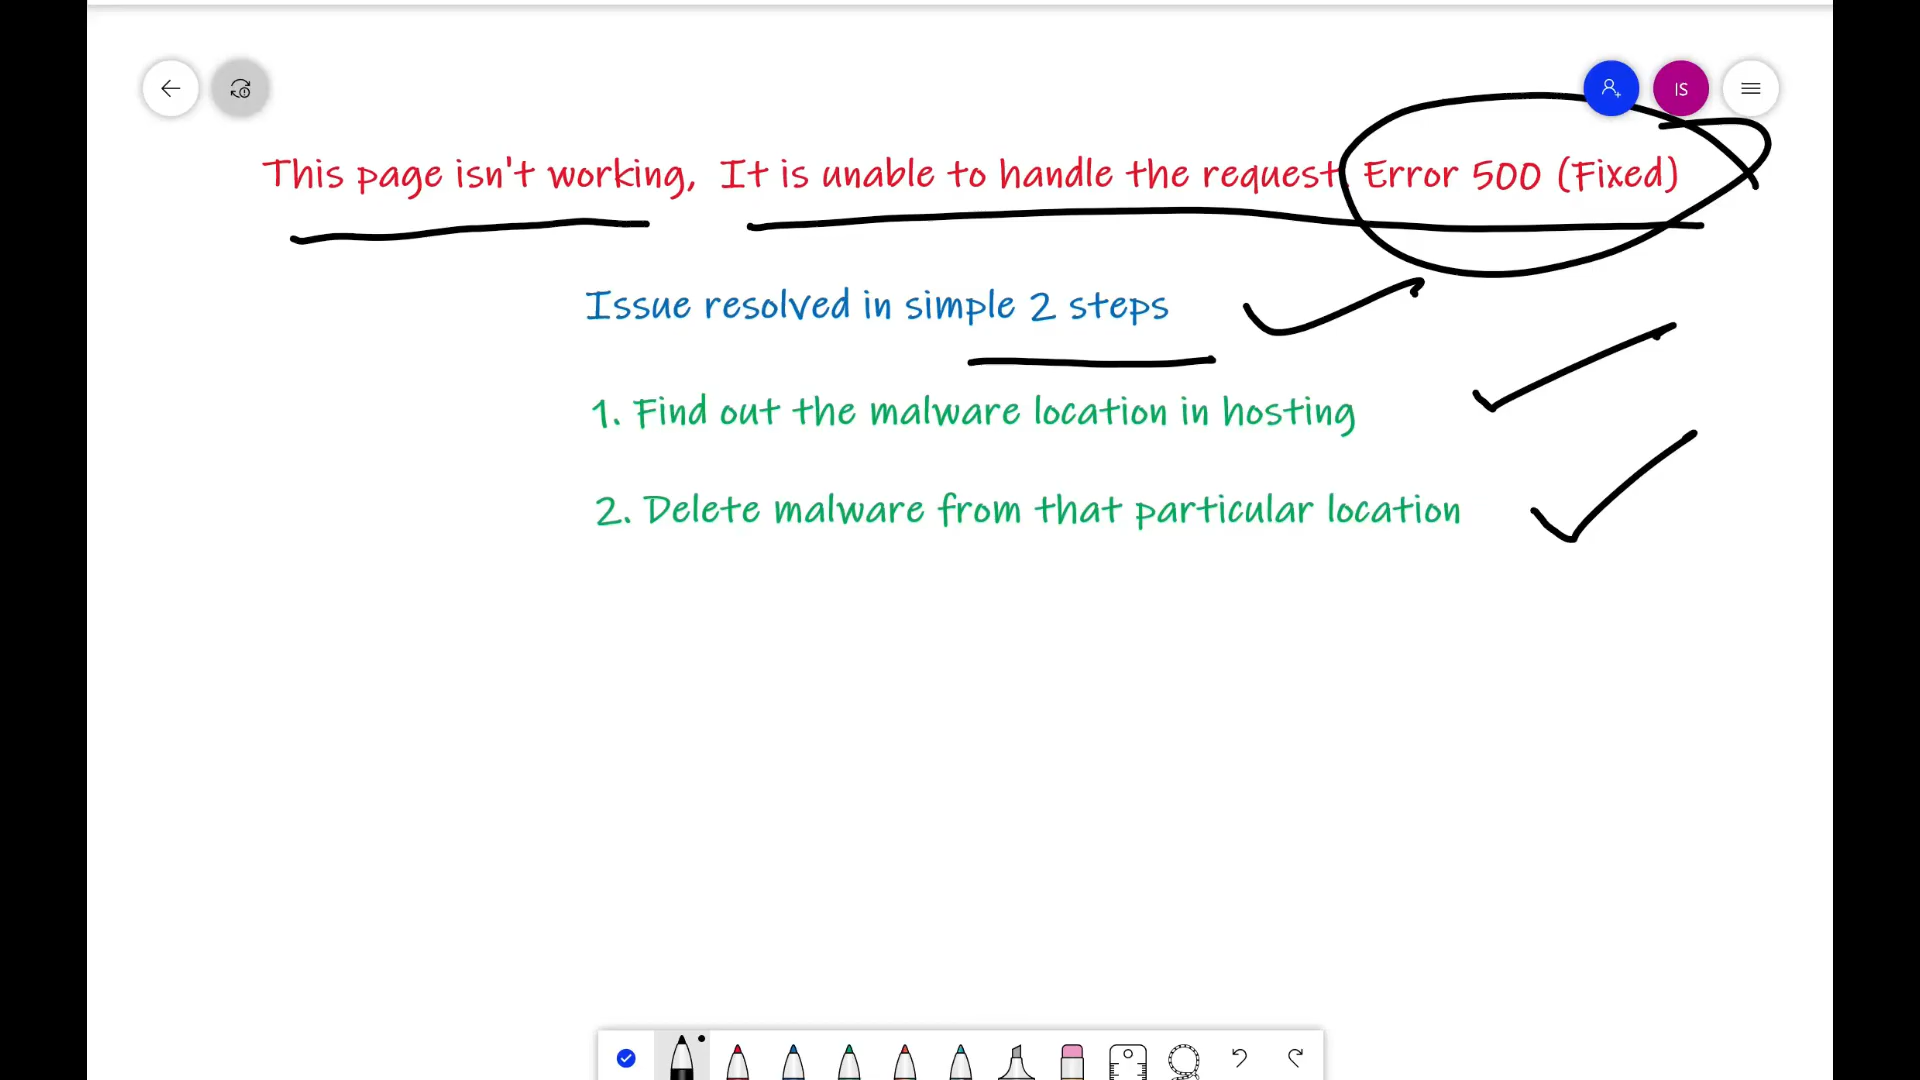 IS
This page isn't working, It is unable to handle the request. Error 500 (Fixed)
Issue resolved in simple 2 steps
1. Find out the malware location in hosting
2. Delete malware from that particular location